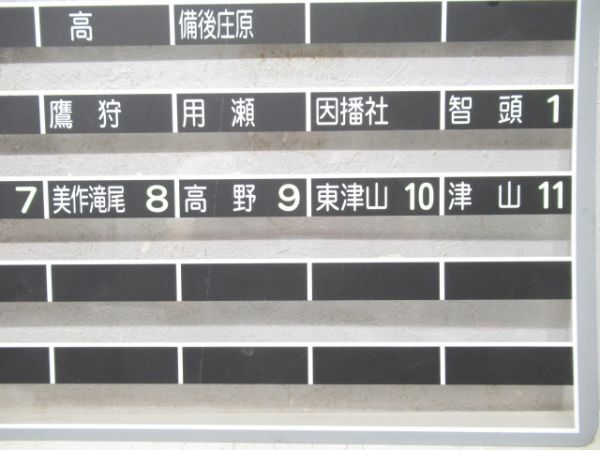 高 備後庄原
鷹狩 用瀬 因播社 智頭 1
7 美作滝尾 8 高野 9 東津山 10 津山 11